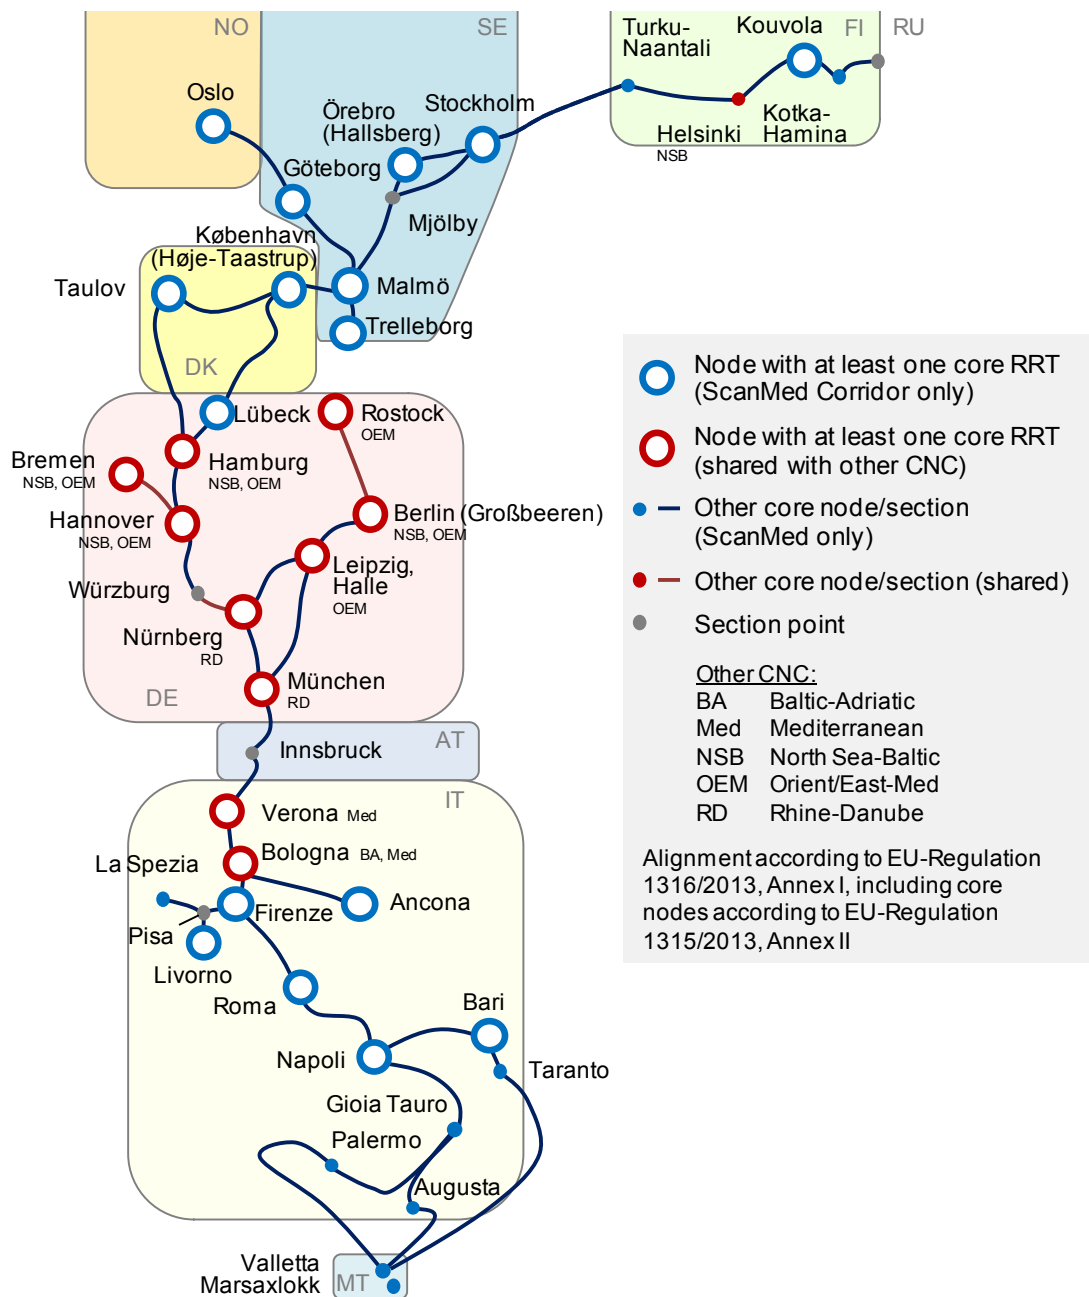 NO
SE
FI
RU
Turku-
Naantali
Kouvola
Oslo
Örebro
(Hallsberg)
Stockholm
Helsinki
NSB
Kotka-
Hamina
Göteborg
Mjölby
København
(Høje-Taastrup)
Taulov
Malmö
Trelleborg
DK
Lübeck
Rostock
OEM
Bremen
NSB, OEM
Hamburg
NSB, OEM
Hannover
NSB, OEM
Berlin (Großbeeren)
NSB, OEM
Leipzig,
Halle
OEM
Würzburg
Nürnberg
RD
München
RD
DE
AT
Innsbruck
IT
Verona Med
Bologna BA, Med
La Spezia
Firenze
Ancona
Pisa
Livorno
Roma
Bari
Napoli
Taranto
Gioia Tauro
Palermo
Augusta
Valletta
Marsaxlokk
MT
Node with at least one core RRT
(ScanMed Corridor only)
Node with at least one core RRT
(shared with other CNC)
Other core node/section
(ScanMed only)
Other core node/section (shared)
Section point
Other CNC:
BA Baltic-Adriatic
Med Mediterranean
NSB North Sea-Baltic
OEM Orient/East-Med
RD Rhine-Danube
Alignment according to EU-Regulation
1316/2013, Annex I, including core
nodes according to EU-Regulation
1315/2013, Annex II